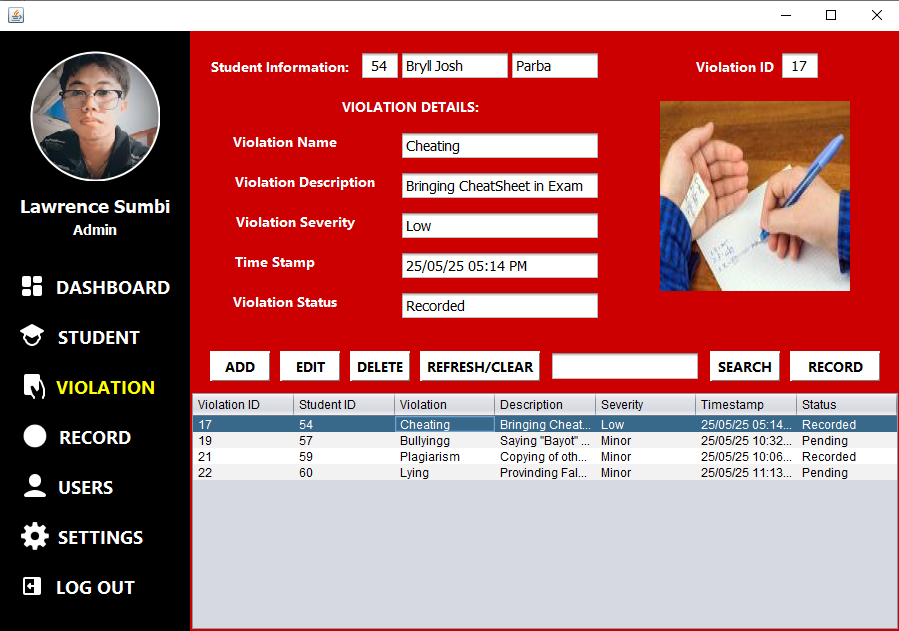 Lawrence Sumbi
Admin
DASHBOARD
STUDENT
VIOLATION
RECORD
USERS
SETTINGS
LOG OUT
Student Information: 54 Bryll Josh Parba Violation ID 17
VIOLATION DETAILS:
Violation Name Cheating
Violation Description Bringing CheatSheet in Exam
Violation Severity Low
Time Stamp 25/05/25 05:14 PM
Violation Status Recorded
ADD EDIT DELETE REFRESH/CLEAR SEARCH RECORD
Violation ID Student ID Violation Description Severity Timestamp Status
17 54 Cheating Bringing Cheat... Low 25/05/25 05:14... Recorded
19 57 Bullyingg Saying "Bayot" ... Minor 25/05/25 10:32... Pending
21 59 Plagiarism Copying of oth... Minor 25/05/25 10:06... Recorded
22 60 Lying Provinding Fal... Minor 25/05/25 11:13... Pending